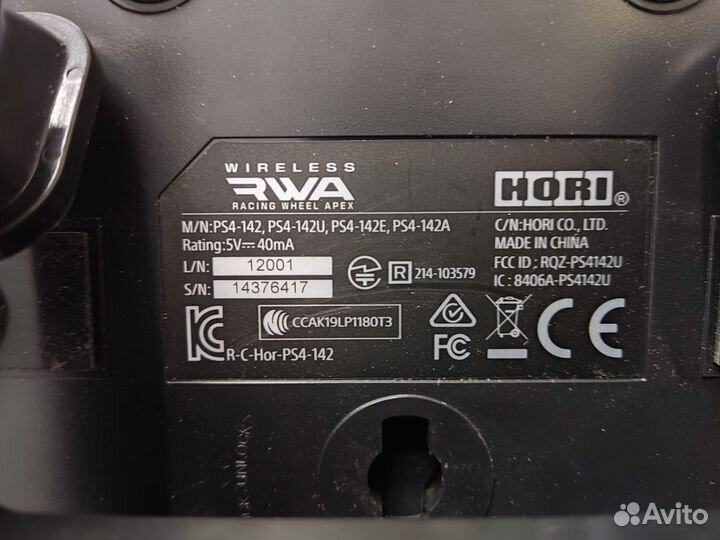 WIRELESS
RWA
RACING WHEEL APEX
HORI®
M/N:PS4-142, PS4-142U, PS4-142E, PS4-142A
Rating:5V⎓40mA
L/N: 12001
S/N: 14376417
R 214-103579
C/N:HORI CO., LTD.
MADE IN CHINA
FCC ID : RQZ-PS4142U
IC : 8406A-PS4142U
CCAK19LP1180T3
R-C-Hor-PS4-142
FC CE
UNLOCK
Avito